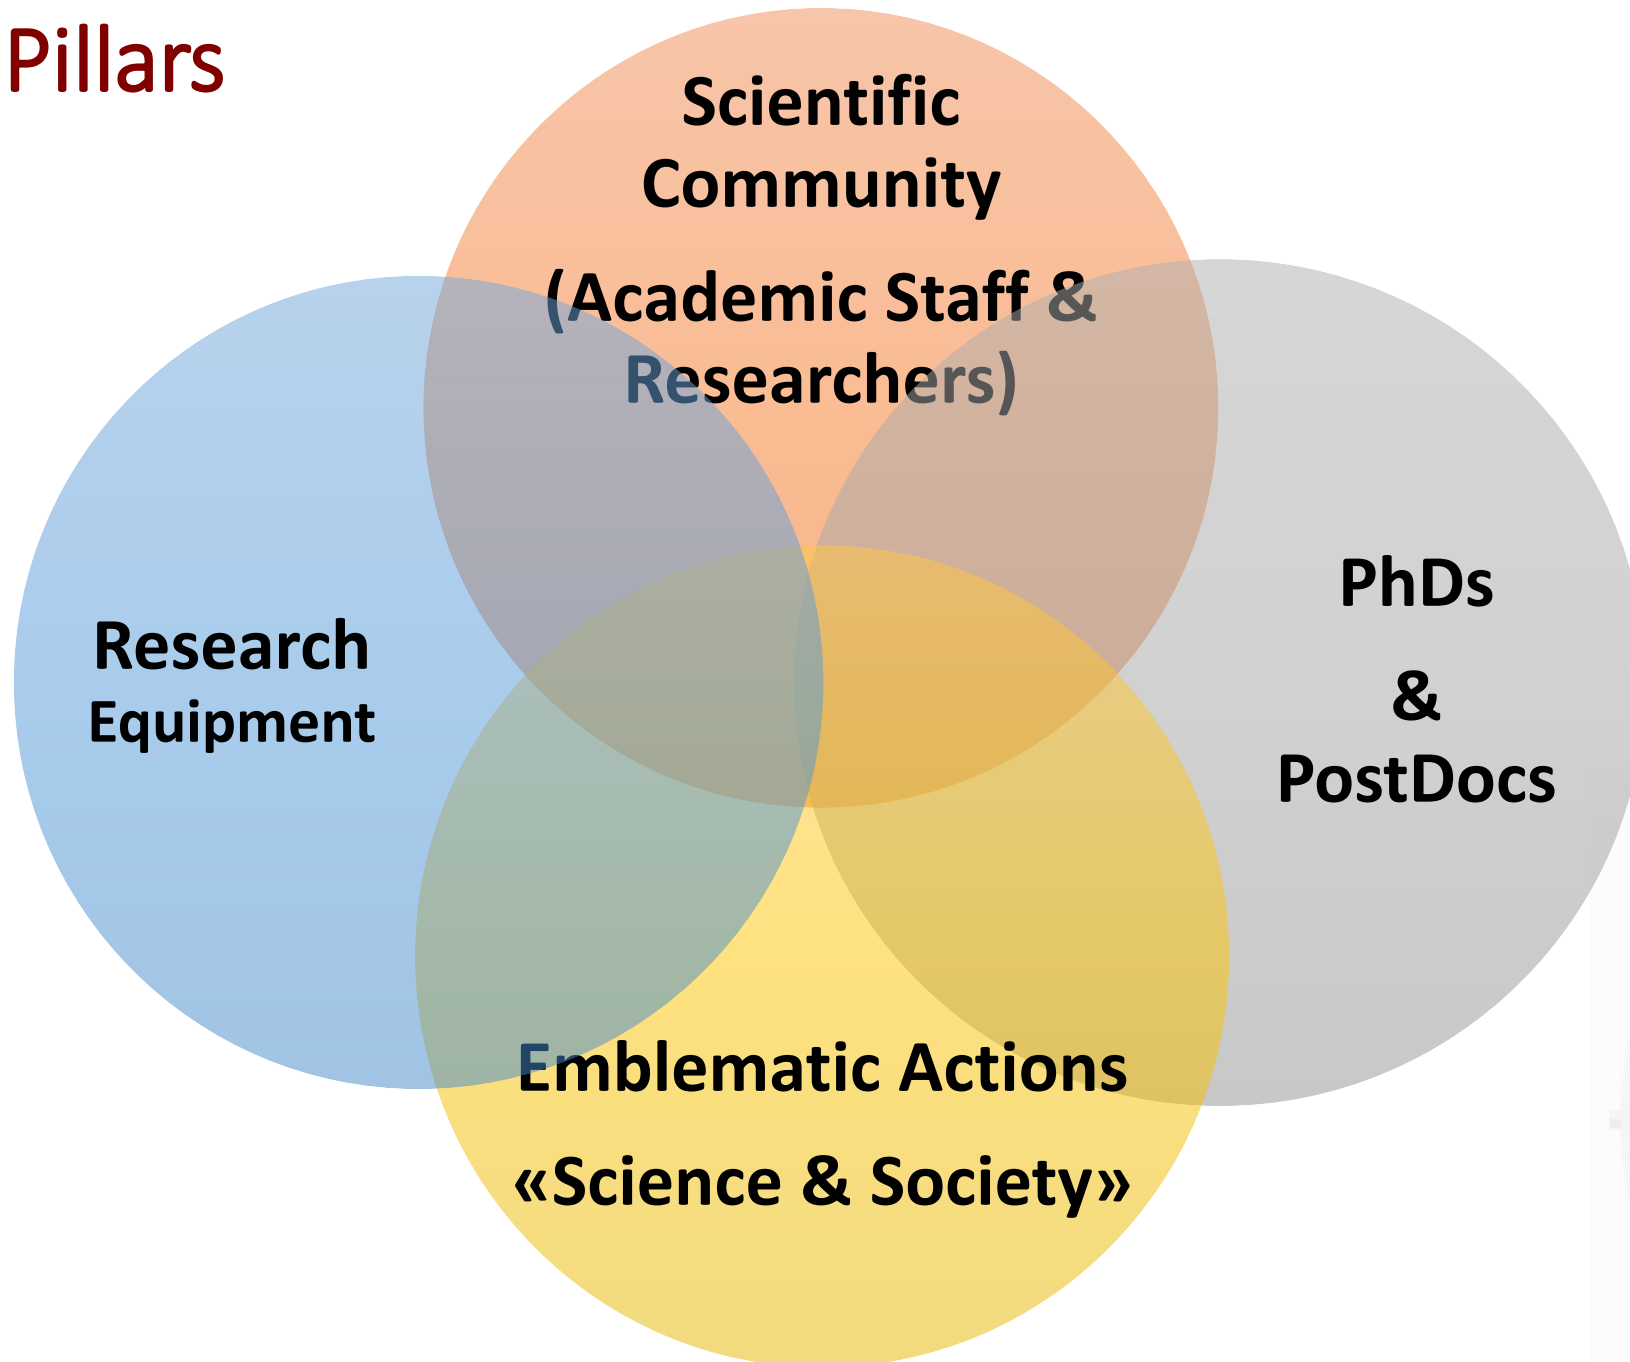 Pillars
Scientific
Community
(Academic Staff &
Researchers)
Research
Equipment
PhDs
&
PostDocs
Emblematic Actions
«Science & Society»